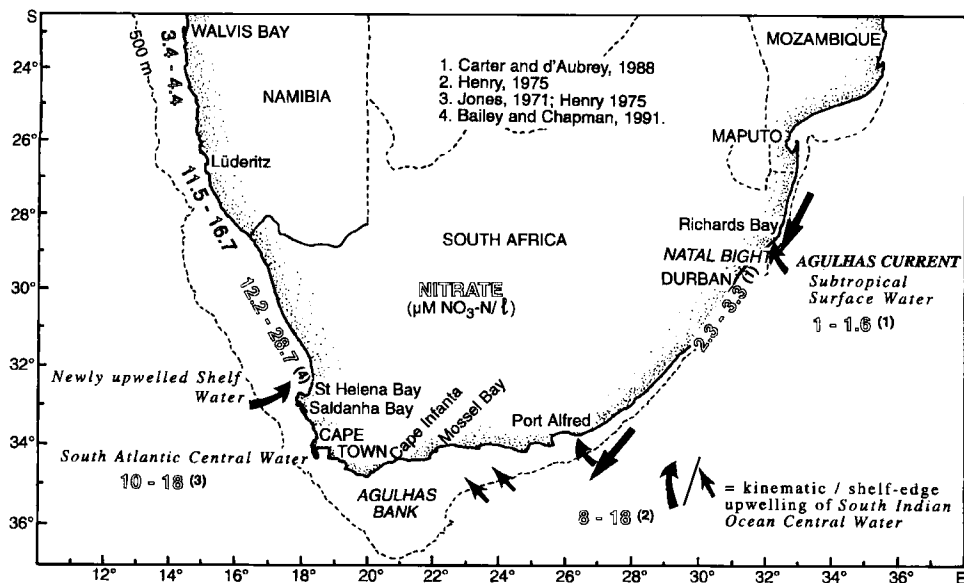 S
WALVIS BAY
MOZAMBIQUE
500 m
3.4 - 4.4
24°
1. Carter and d'Aubrey, 1988
2. Henry, 1975
3. Jones, 1971; Henry 1975
4. Bailey and Chapman, 1991.
NAMIBIA
26°
MAPUTO
Lüderitz
11.5 - 16.7
28°
Richards Bay
SOUTH AFRICA
NATAL BIGHT
AGULHAS CURRENT
DURBAN
Subtropical
Surface Water
1 - 1.6 (1)
30°
NITRATE
(µM NO3-N/ℓ)
2.3 - 3.3 (1)
12.2 - 28.7 (4)
32°
Newly upwelled Shelf
Water
St Helena Bay
Saldanha Bay
Cape Infanta
Mossel Bay
Port Alfred
34°
CAPE
TOWN
South Atlantic Central Water
10 - 18 (3)
AGULHAS
BANK
8 - 18 (2)
= kinematic / shelf-edge
upwelling of South Indian
Ocean Central Water
36°
12° 16° 18° 20° 22° 24° 26° 28° 30° 32° 34° 36° E